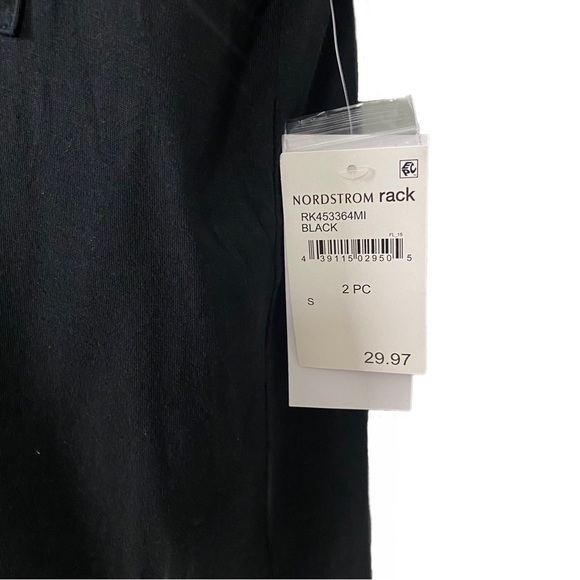 NORDSTROM rack
RK453364MI
BLACK
FL_15
4 39115 02950 5
2 PC
S
29.97